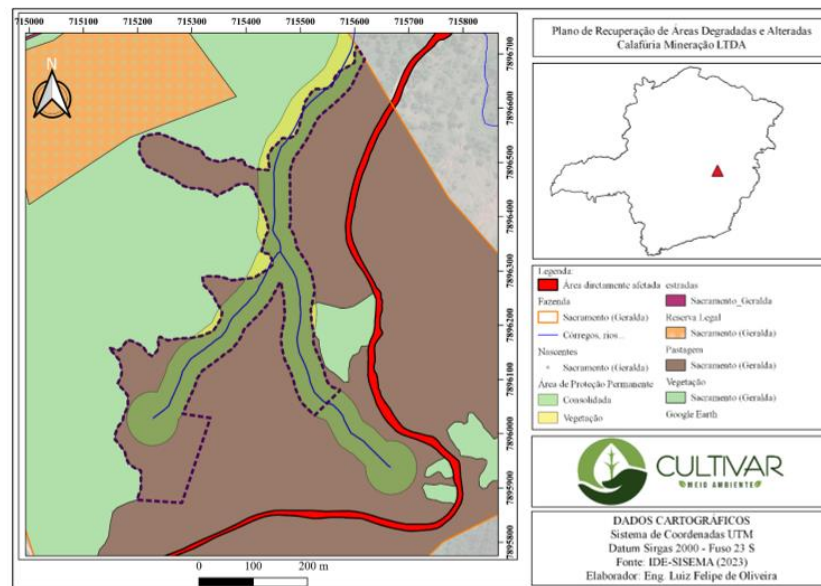 715000 715100 715200 715300 715400 715500 715600 715700 715800
7896700
7896600
7896500
7896400
7896300
7896200
7896100
7896000
7895900
7895800
N
0 100 200 m
Plano de Recuperação de Áreas Degradadas e Alteradas
Calafúria Mineração LTDA
Legenda:
Área diretamente afetada
Fazenda
Sacramento (Geralda)
Córregos, rios...
Nascentes
Sacramento (Geralda)
Área de Proteção Permanente
Consolidada
Vegetação
estradas
Sacramento_Geralda
Reserva Legal
Sacramento (Geralda)
Pastagem
Sacramento (Geralda)
Vegetação
Sacramento (Geralda)
Google Earth
CULTIVAR
MEIO AMBIENTE
DADOS CARTOGRÁFICOS
Sistema de Coordenadas UTM
Datum Sirgas 2000 - Fuso 23 S
Fonte: IDE-SISEMA (2023)
Elaborador: Eng. Luiz Felipe de Oliveira